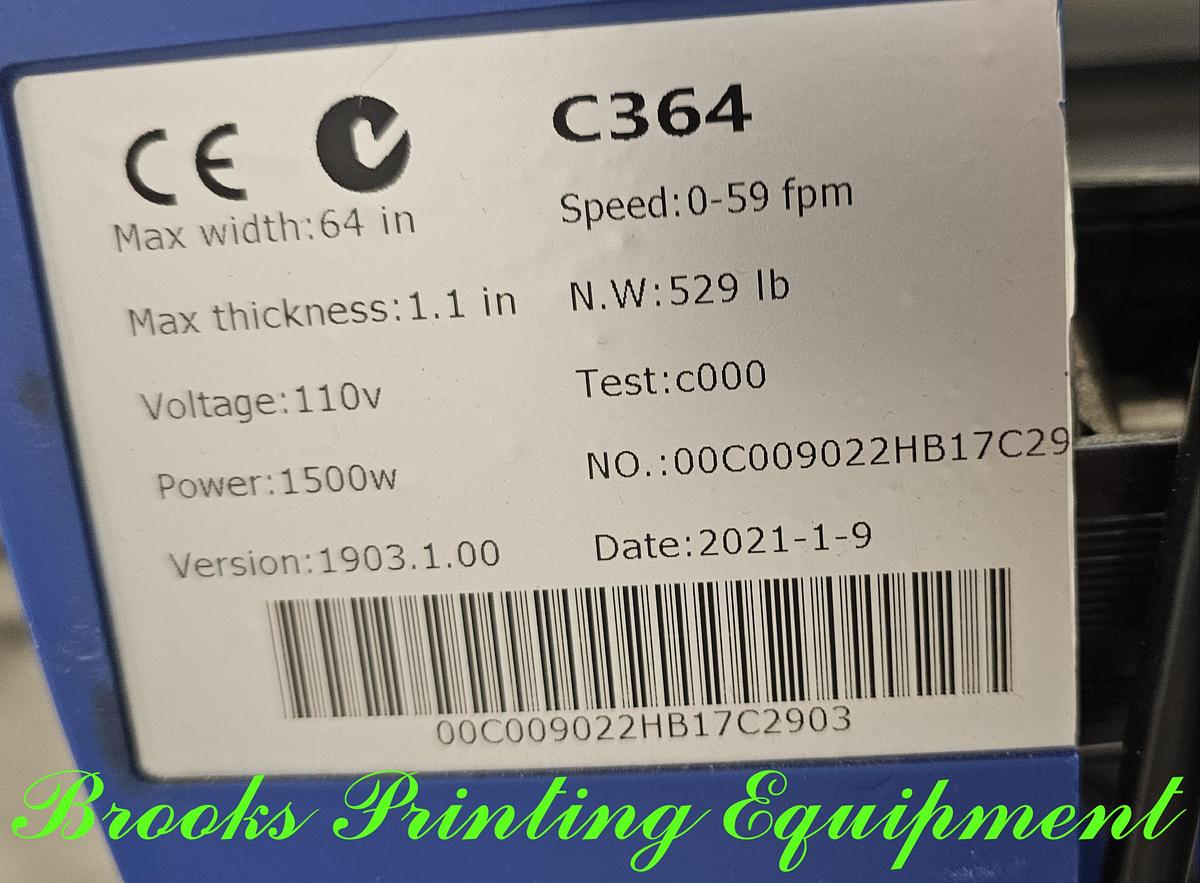 CE
C364
Max width:64 in
Speed:0-59 fpm
Max thickness:1.1 in
N.W:529 lb
Voltage:110v
Test:c000
Power:1500w
NO.:00C009022HB17C29
Version:1903.1.00
Date:2021-1-9
00C009022HB17C2903
Brooks Printing Equipment